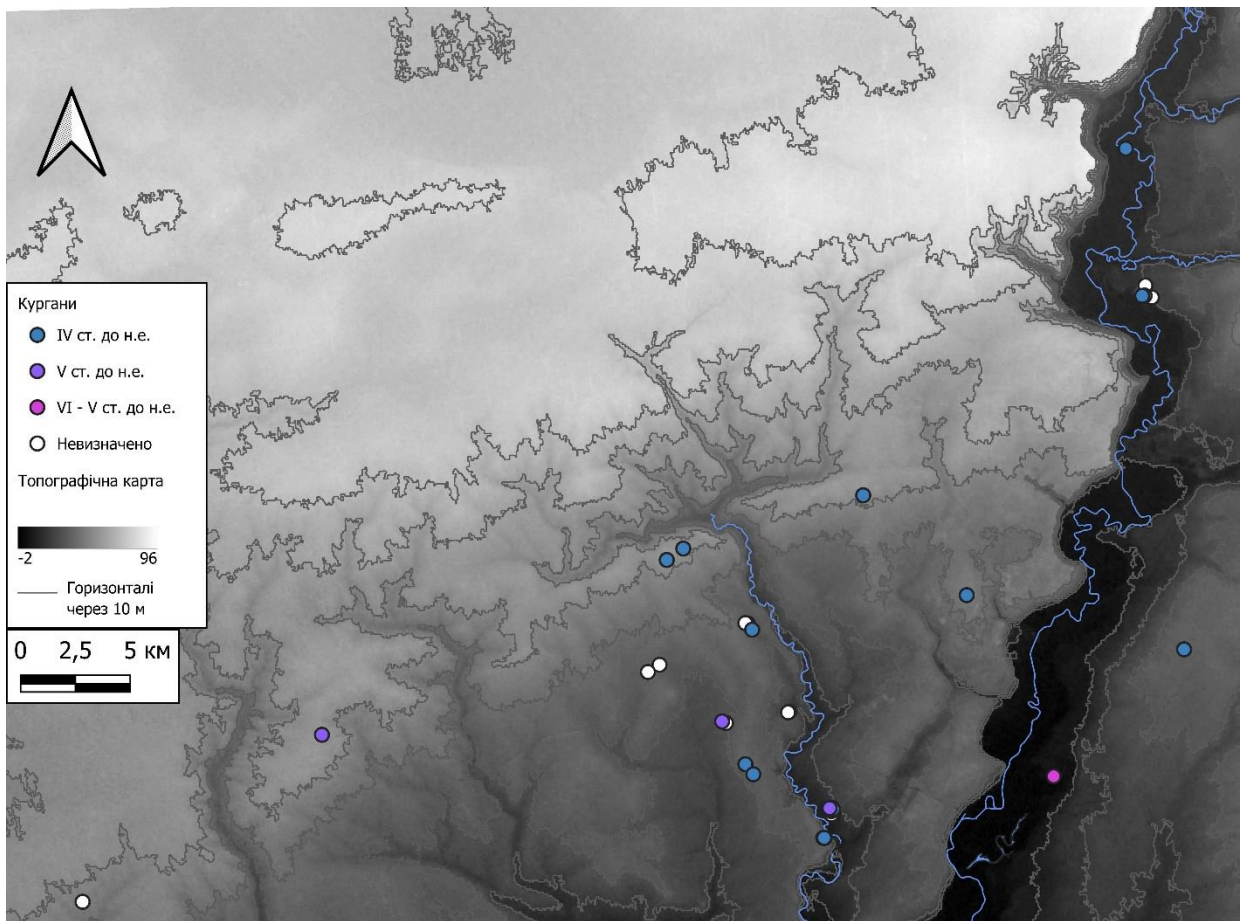 Кургани
IV ст. до н.е.
V ст. до н.е.
VI - V ст. до н.е.
Невизначено
Топографічна карта
-2 96
Горизонталі
через 10 м
0 2,5 5 км